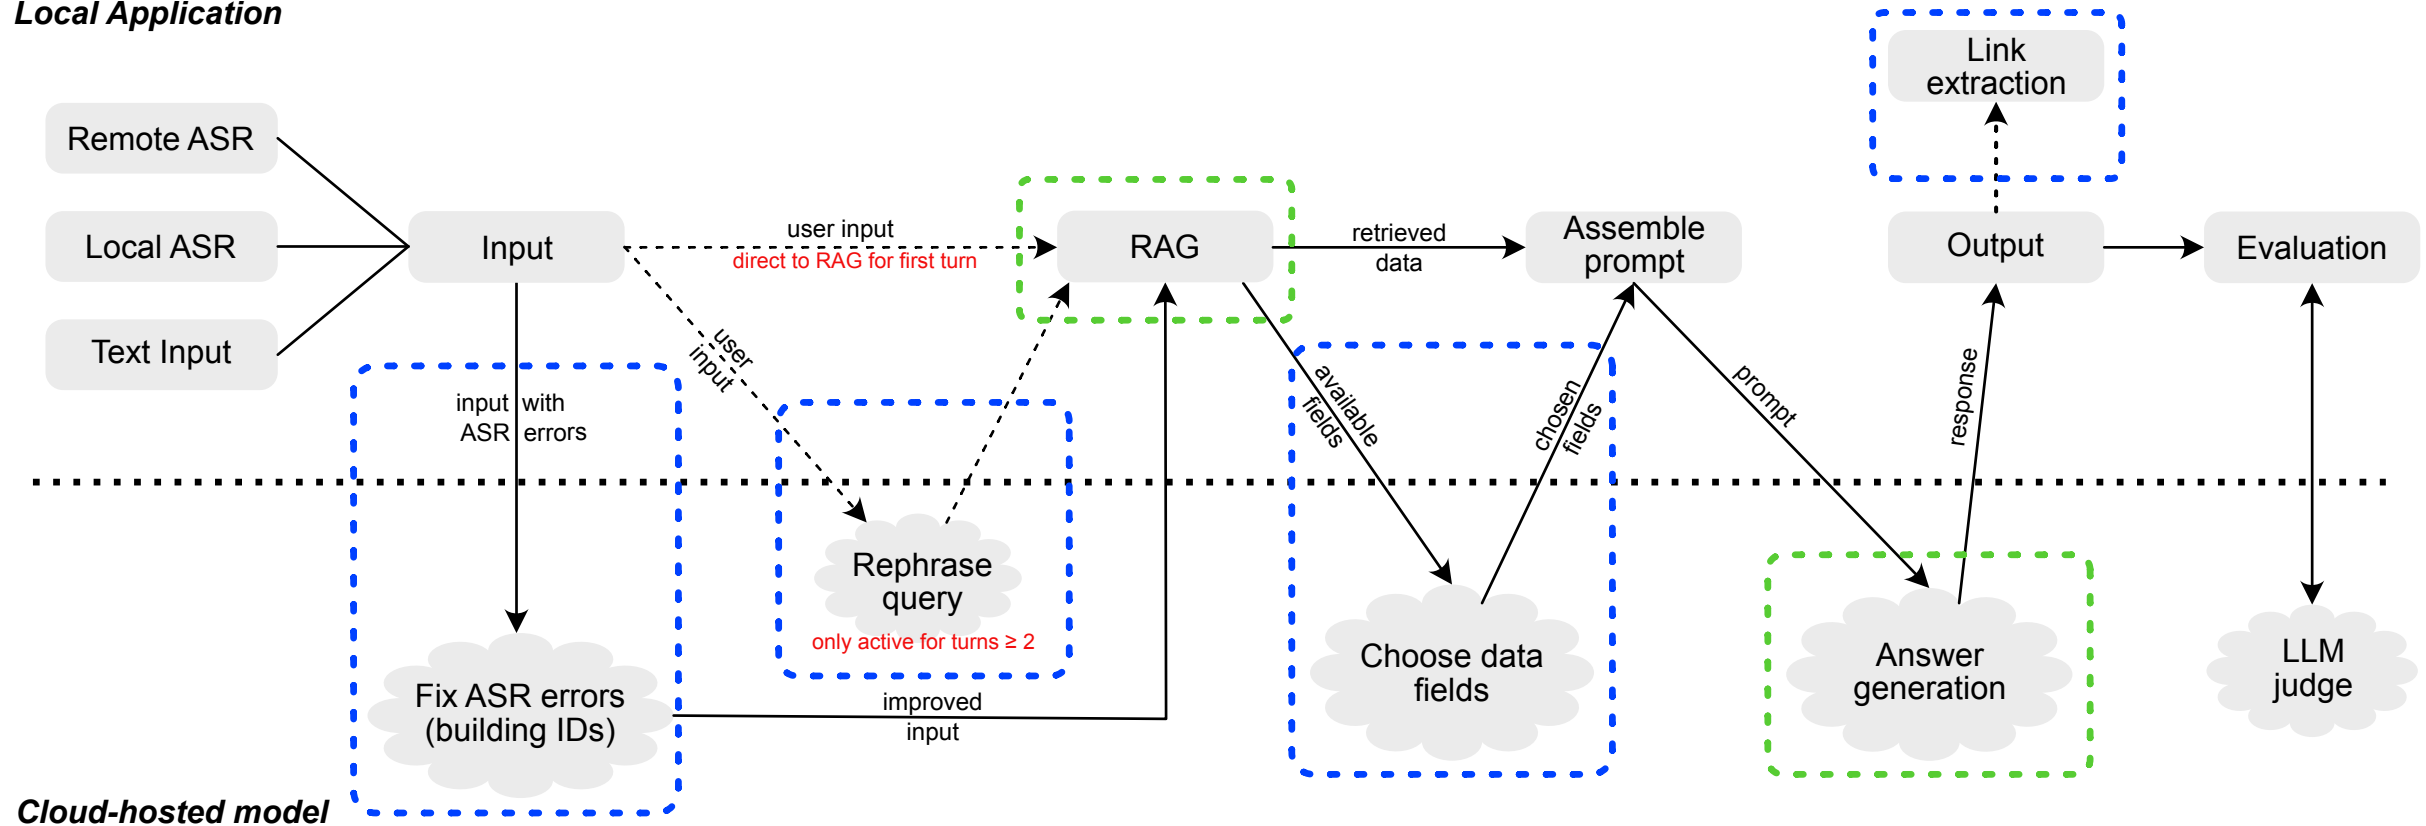 Local Application
Link
extraction
Remote ASR
Local ASR
Text Input
Input
user input
direct to RAG for first turn
RAG
retrieved
data
Assemble
prompt
Output
Evaluation
user
input
input with
ASR errors
available
fields
chosen
fields
prompt
response
Rephrase
query
only active for turns ≥ 2
Fix ASR errors
(building IDs)
improved
input
Choose data
fields
Answer
generation
LLM
judge
Cloud-hosted model